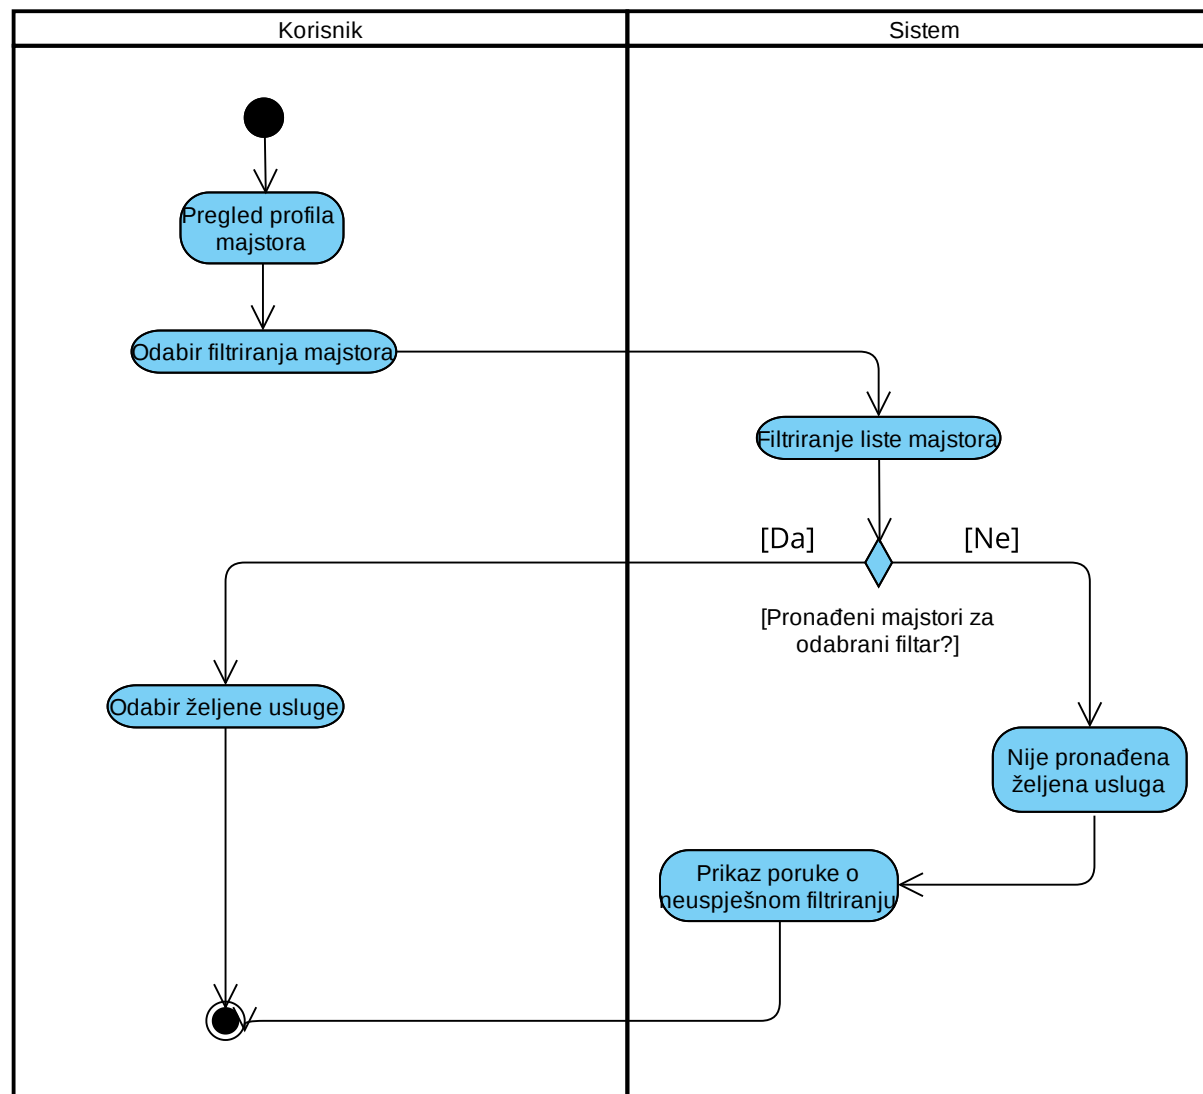 Korisnik
Sistem
Pregled profila
majstora
Odabir filtriranja majstora
Filtriranje liste majstora
[Da]
[Ne]
[Pronađeni majstori za
odabrani filtar?]
Odabir željene usluge
Nije pronađena
željena usluga
Prikaz poruke o
neuspješnom filtriranju